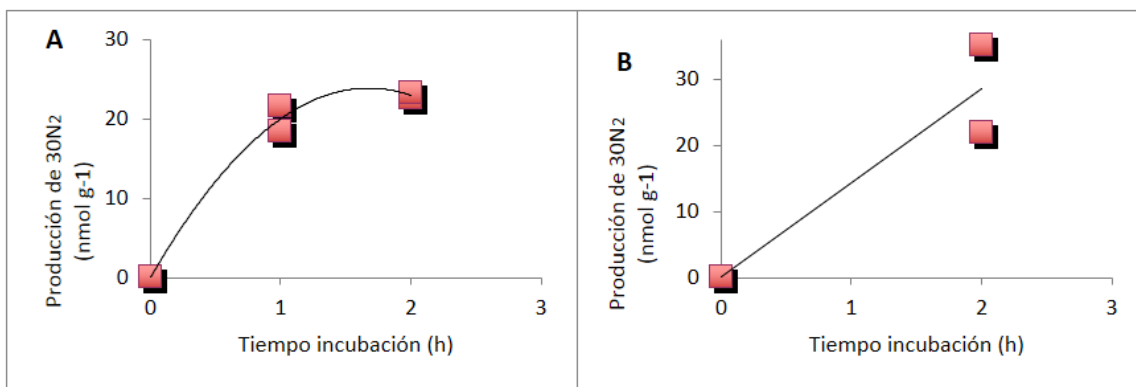 A
30
20
10
0
Producción de 30N2
(nmol g-1)
0 1 2 3
Tiempo incubación (h)
B
30
20
10
0
Producción de 30N2
(nmol g-1)
0 1 2 3
Tiempo incubación (h)